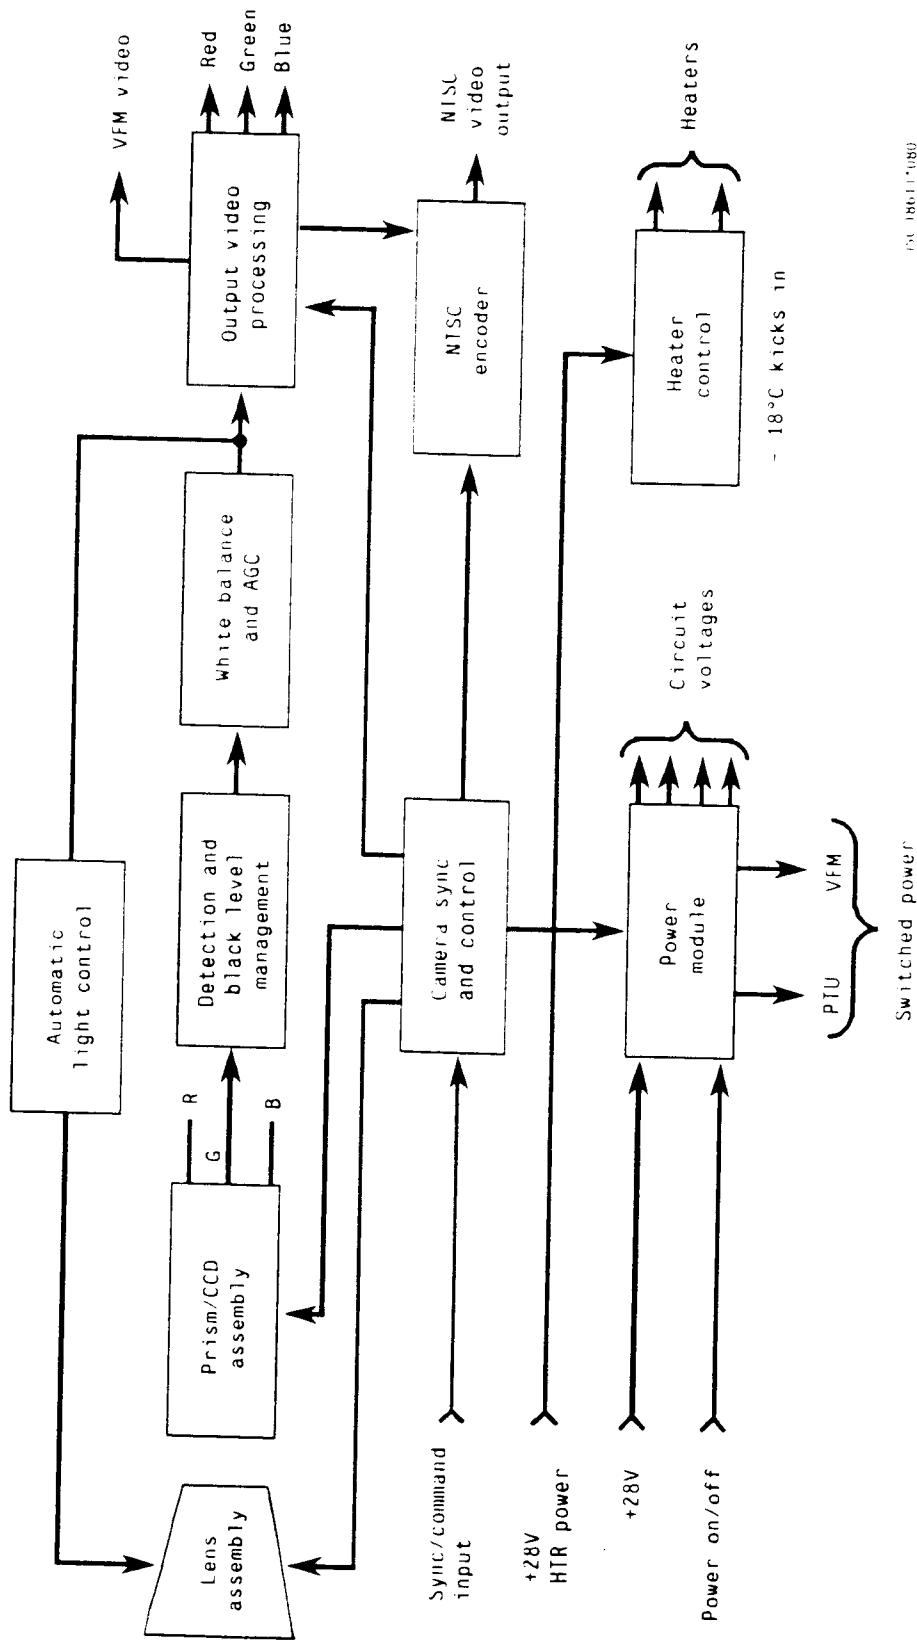 Automatic
light control
VFM video
Lens
assembly
Prism/CCD
assembly
R
G
B
Detection and
black level
management
White balance
and AGC
Output video
processing
Red
Green
Blue
Sync/command
input
Camera sync
and control
NTSC
encoder
NTSC
video
output
+28V
HTR power
Heater
control
Heaters
- 18°C kicks in
+28V
Power on/off
Power
module
Circuit
voltages
PTU
VFM
Switched power